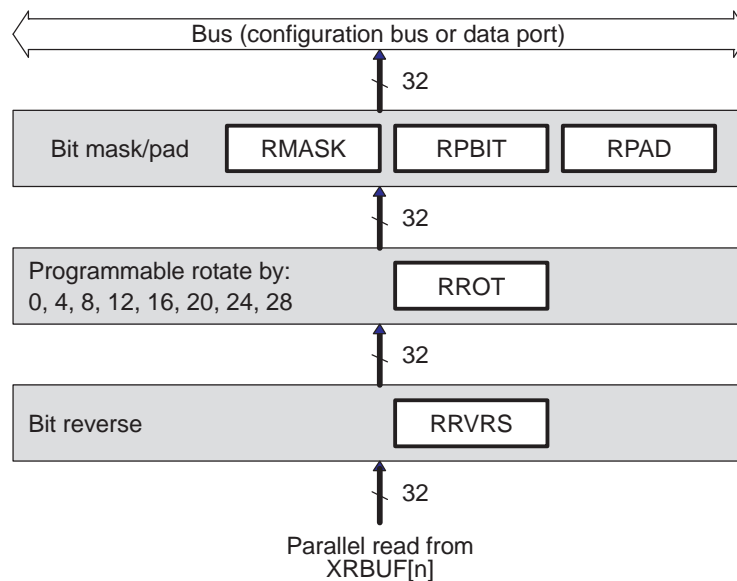 Bus (configuration bus or data port)
32
Bit mask/pad RMASK RPBIT RPAD
32
Programmable rotate by:
0, 4, 8, 12, 16, 20, 24, 28
RROT
32
Bit reverse RRVRS
32
Parallel read from
XRBUF[n]